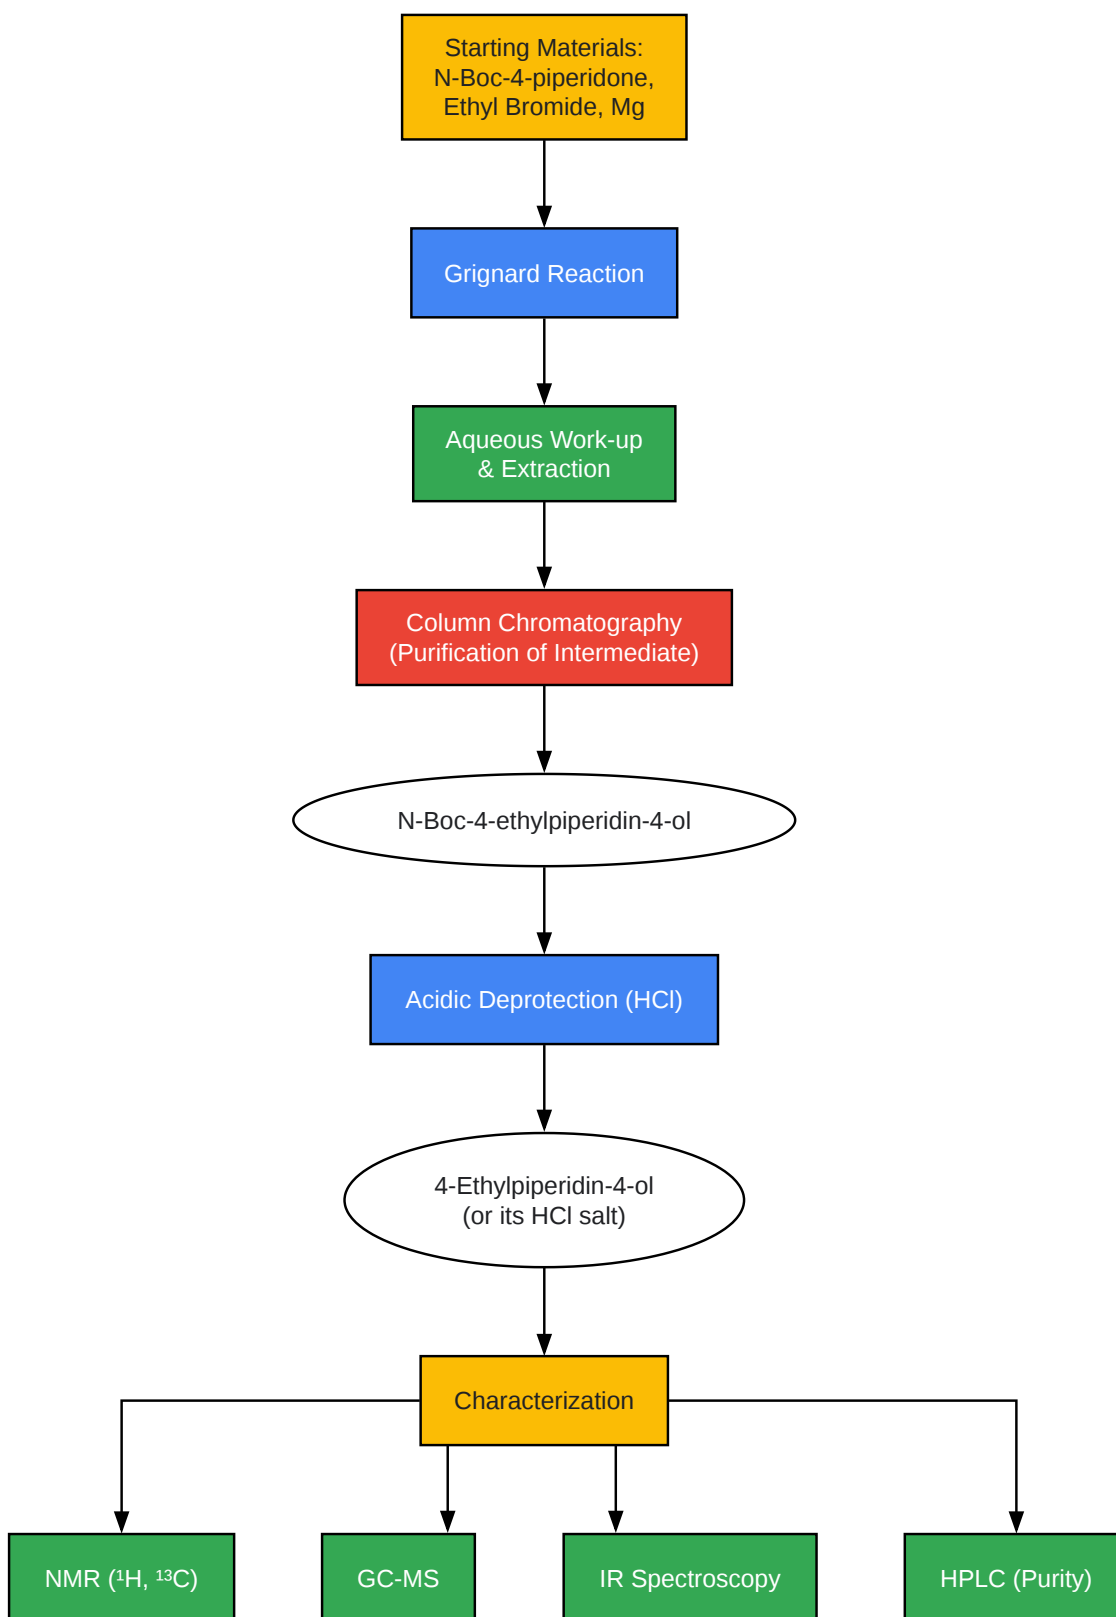 Starting Materials:
N-Boc-4-piperidone,
Ethyl Bromide, Mg
Grignard Reaction
Aqueous Work-up
& Extraction
Column Chromatography
(Purification of Intermediate)
N-Boc-4-ethylpiperidin-4-ol
Acidic Deprotection (HCl)
4-Ethylpiperidin-4-ol
(or its HCl salt)
Characterization
NMR (¹H, ¹³C)
GC-MS
IR Spectroscopy
HPLC (Purity)